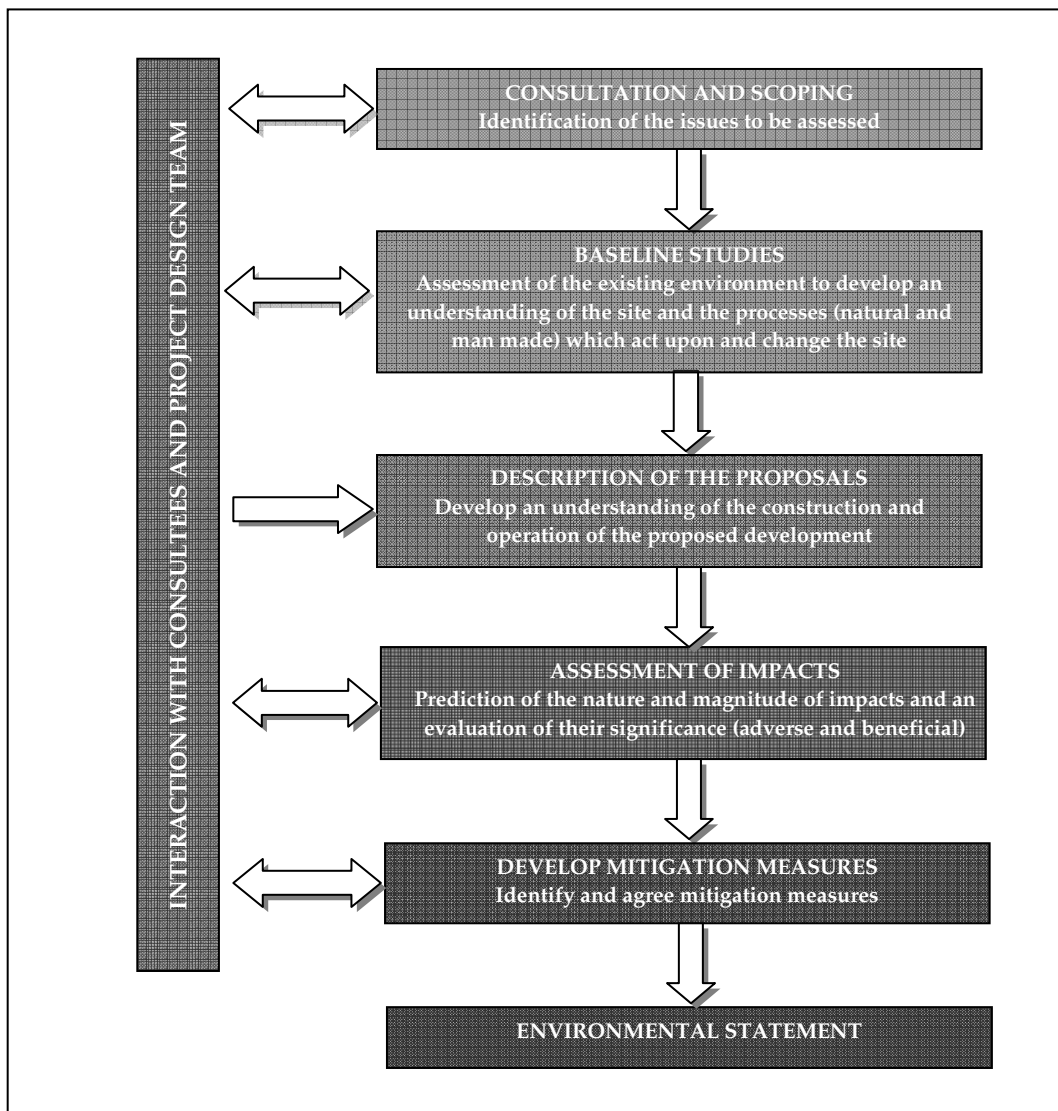 INTERACTION WITH CONSULTEES AND PROJECT DESIGN TEAM
CONSULTATION AND SCOPING
Identification of the issues to be assessed
BASELINE STUDIES
Assessment of the existing environment to develop an
understanding of the site and the processes (natural and
man made) which act upon and change the site
DESCRIPTION OF THE PROPOSALS
Develop an understanding of the construction and
operation of the proposed development
ASSESSMENT OF IMPACTS
Prediction of the nature and magnitude of impacts and an
evaluation of their significance (adverse and beneficial)
DEVELOP MITIGATION MEASURES
Identify and agree mitigation measures
ENVIRONMENTAL STATEMENT